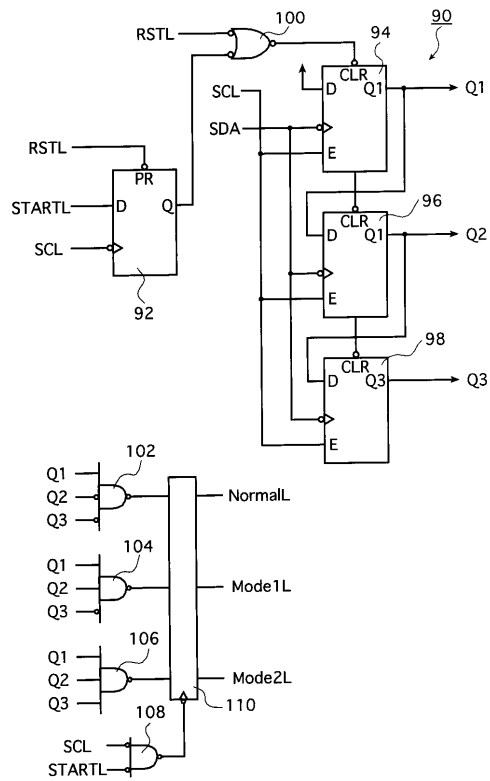 RSTL
100
90
94
CLR
SCL
D
Q1
Q1
SDA
RSTL
E
PR
96
STARTL
D
Q
CLR
D
Q1
Q2
SCL
92
E
98
CLR
D
Q3
Q3
E
102
Q1
Q2
NormalL
Q3
104
Q1
Q2
Mode1L
Q3
106
Q1
Q2
Mode2L
Q3
108
110
SCL
STARTL